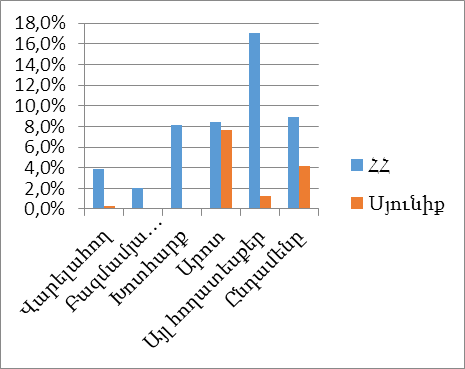 18,0%
16,0%
14,0%
12,0%
10,0%
8,0%
6,0%
4,0%
2,0%
0,0%
Վարելահող
Բազմամյա...
Խոտհարք
Արոտ
Այլ հողատեսքեր
Ընդամենը
ՀՀ
Սյունիք